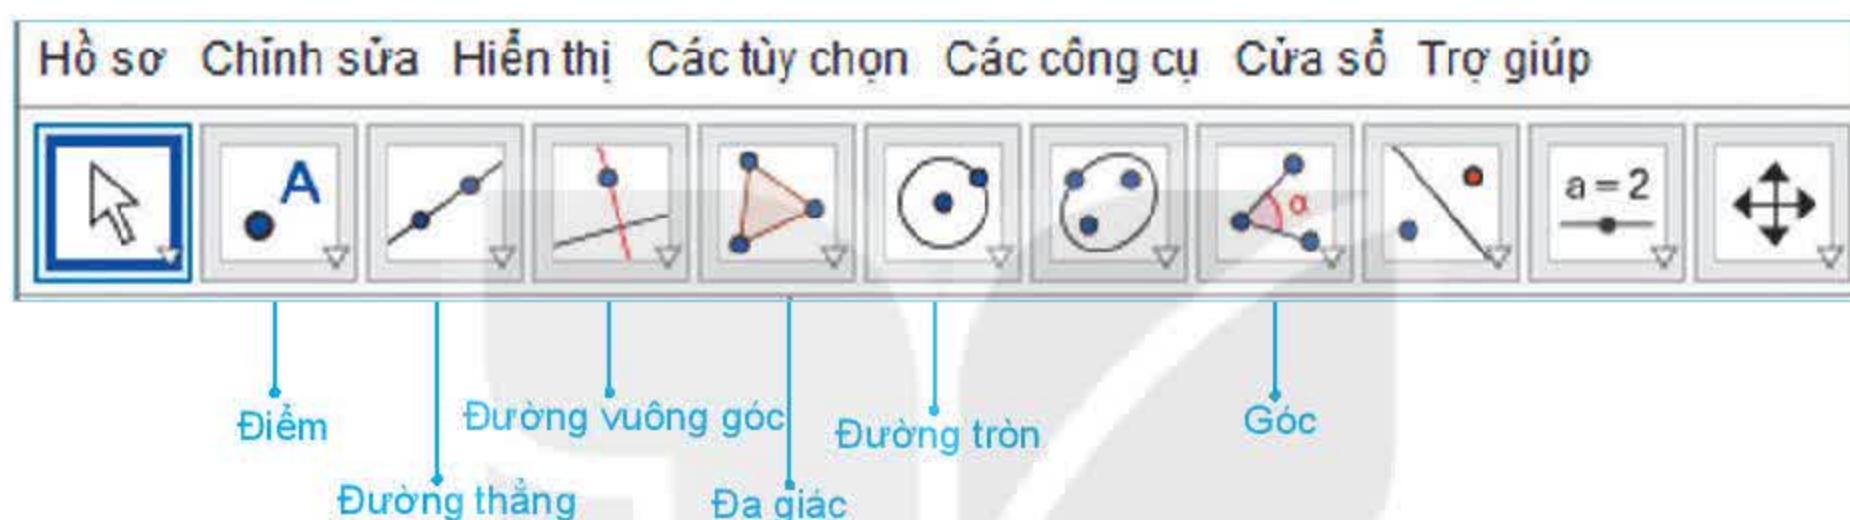 Hồ sơ Chỉnh sửa Hiển thị Các tùy chọn Các công cụ Cửa sổ Trợ giúp
A
α
a = 2
Điểm
Đường vuông góc
Đường tròn
Góc
Đường thẳng
Đa giác